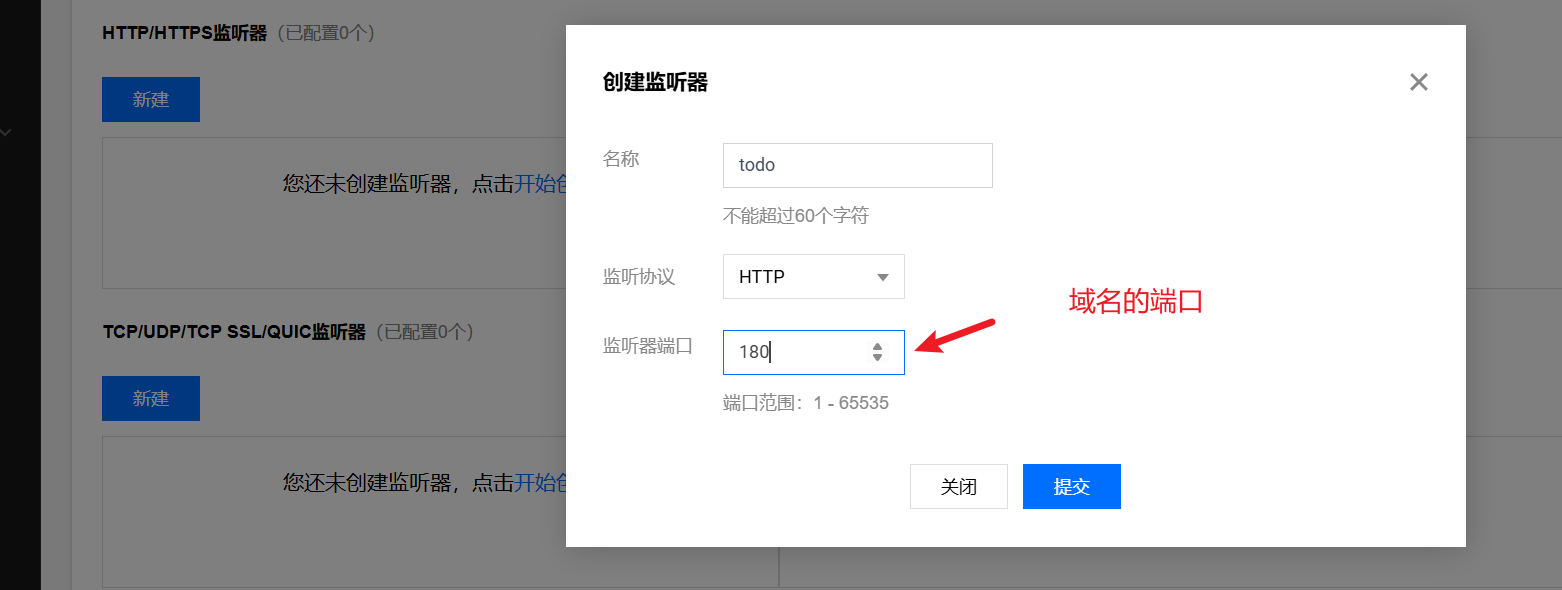 HTTP/HTTPS监听器（已配置0个）
新建
您还未创建监听器，点击开始创
TCP/UDP/TCP SSL/QUIC监听器（已配置0个）
新建
您还未创建监听器，点击开始创
创建监听器
名称
todo
不能超过60个字符
监听协议
HTTP
域名的端口
监听器端口
180
端口范围：1 - 65535
关闭
提交